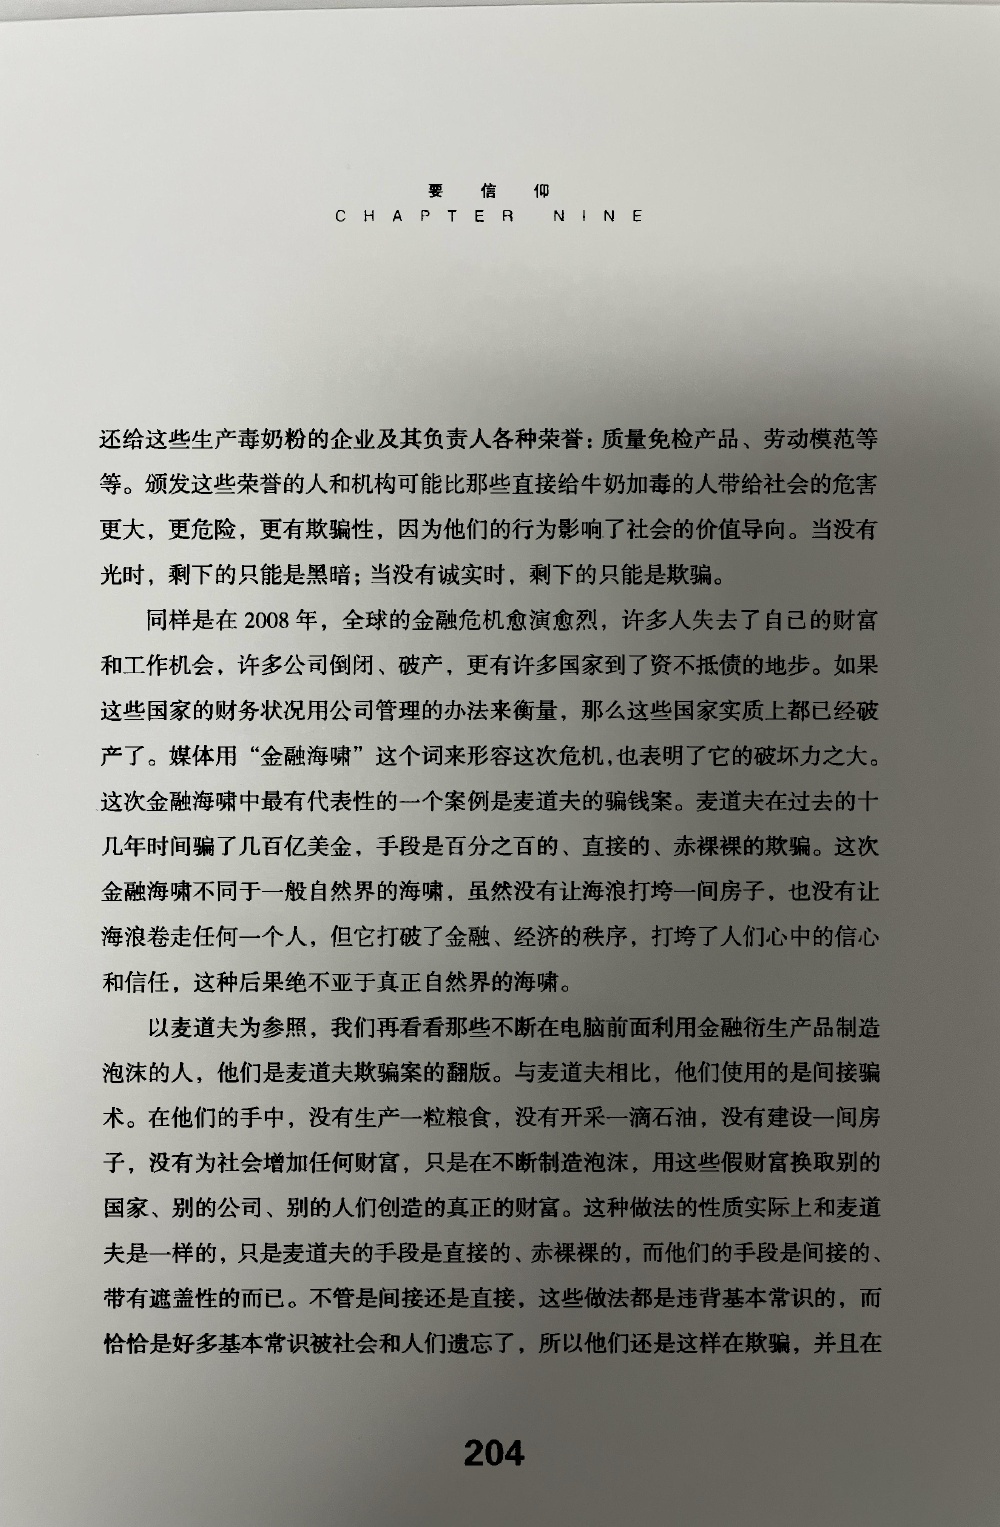 要信仰
CHAPTER NINE
还给这些生产毒奶粉的企业及其负责人各种荣誉：质量免检产品、劳动模范等
等。颁发这些荣誉的人和机构可能比那些直接给牛奶加毒的人带给社会的危害
更大，更危险，更有欺骗性，因为他们的行为影响了社会的价值导向。当没有
光时，剩下的只能是黑暗；当没有诚实时，剩下的只能是欺骗。
同样是在 2008 年，全球的金融危机愈演愈烈，许多人失去了自己的财富
和工作机会，许多公司倒闭、破产，更有许多国家到了资不抵债的地步。如果
这些国家的财务状况用公司管理的办法来衡量，那么这些国家实质上都已经破
产了。媒体用“金融海啸”这个词来形容这次危机，也表明了它的破坏力之大。
这次金融海啸中最有代表性的一个案例是麦道夫的骗钱案。麦道夫在过去的十
几年时间骗了几百亿美金，手段是百分之百的、直接的、赤裸裸的欺骗。这次
金融海啸不同于一般自然界的海啸，虽然没有让海浪打垮一间房子，也没有让
海浪卷走任何一个人，但它打破了金融、经济的秩序，打垮了人们心中的信心
和信任，这种后果绝不亚于真正自然界的海啸。
以麦道夫为参照，我们再看看那些不断在电脑前面利用金融衍生产品制造
泡沫的人，他们是麦道夫欺骗案的翻版。与麦道夫相比，他们使用的是间接骗
术。在他们的手中，没有生产一粒粮食，没有开采一滴石油，没有建设一间房
子，没有为社会增加任何财富，只是在不断制造泡沫，用这些假财富换取别的
国家、别的公司、别的人们创造的真正的财富。这种做法的性质实际上和麦道
夫是一样的，只是麦道夫的手段是直接的、赤裸裸的，而他们的手段是间接的、
带有遮盖性的而已。不管是间接还是直接，这些做法都是违背基本常识的，而
恰恰是好多基本常识被社会和人们遗忘了，所以他们还是这样在欺骗，并且在
204